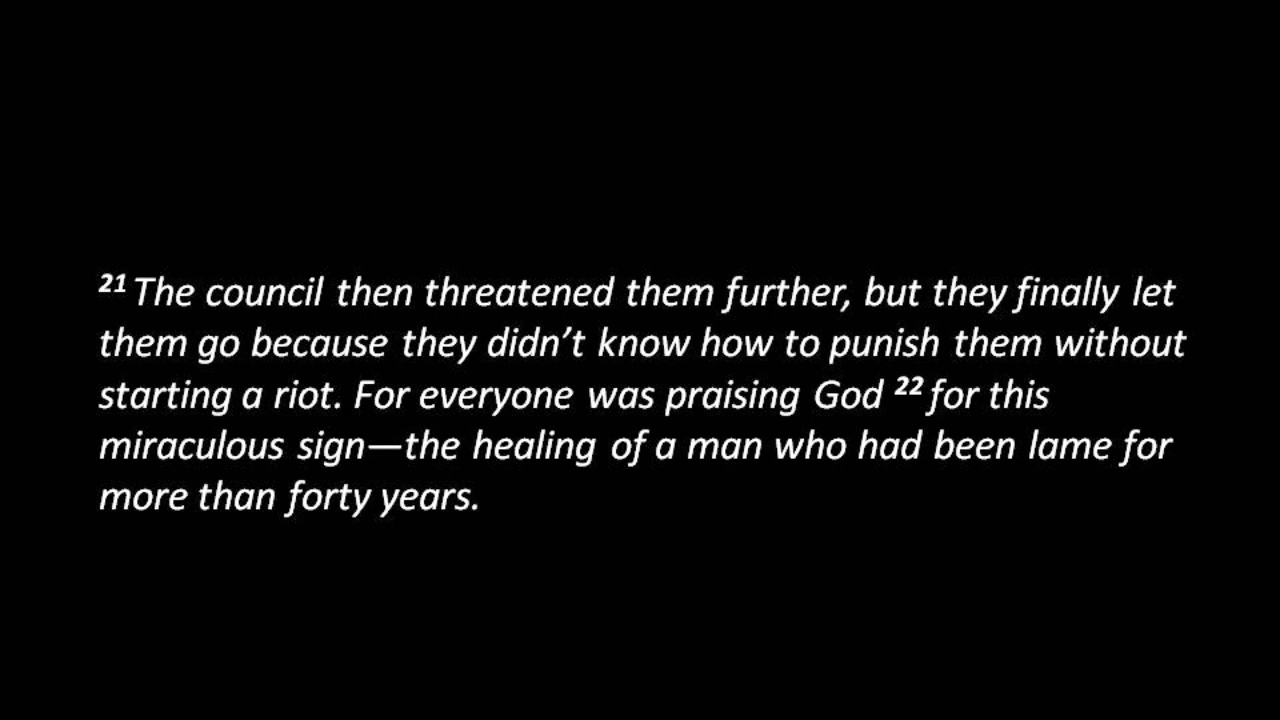 21 The council then threatened them further, but they finally let
them go because they didn’t know how to punish them without
starting a riot. For everyone was praising God 22 for this
miraculous sign—the healing of a man who had been lame for
more than forty years.